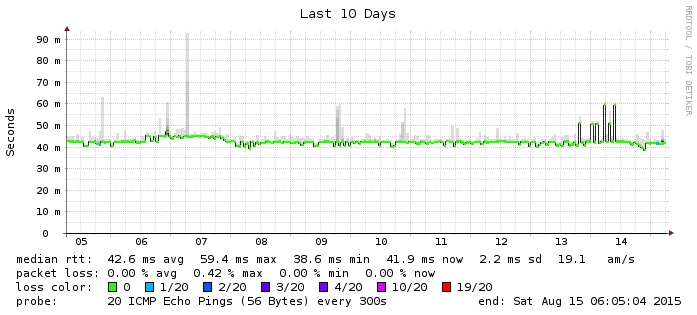 Last 10 Days
RRDTOOL / TOBI OETIKER
Seconds
90 m
80 m
70 m
60 m
50 m
40 m
30 m
20 m
10 m
0
05 06 07 08 09 10 11 12 13 14
median rtt: 42.6 ms avg 59.4 ms max 38.6 ms min 41.9 ms now 2.2 ms sd 19.1 am/s
packet loss: 0.00 % avg 0.42 % max 0.00 % min 0.00 % now
loss color: 0 1/20 2/20 3/20 4/20 10/20 19/20
probe: 20 ICMP Echo Pings (56 Bytes) every 300s end: Sat Aug 15 06:05:04 2015